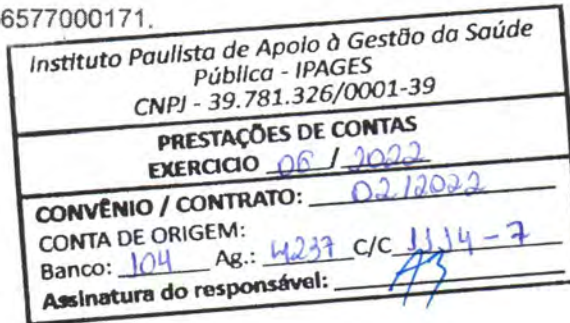 6577000171.
Instituto Paulista de Apoio à Gestão da Saúde
Pública - IPAGES
CNPJ - 39.781.326/0001-39
PRESTAÇÕES DE CONTAS
EXERCICIO 06 / 2022
CONVÊNIO / CONTRATO: 02/2022
CONTA DE ORIGEM:
Banco: 104 Ag.: 4237 C/C 1114-7
Assinatura do responsável: